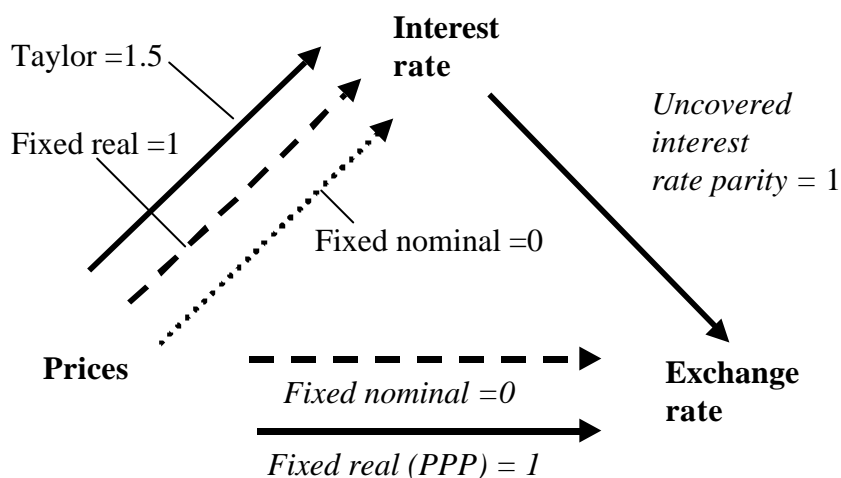 Interest
rate
Taylor =1.5
Uncovered
interest
rate parity = 1
Fixed real =1
Fixed nominal =0
Prices
Exchange
rate
Fixed nominal =0
Fixed real (PPP) = 1